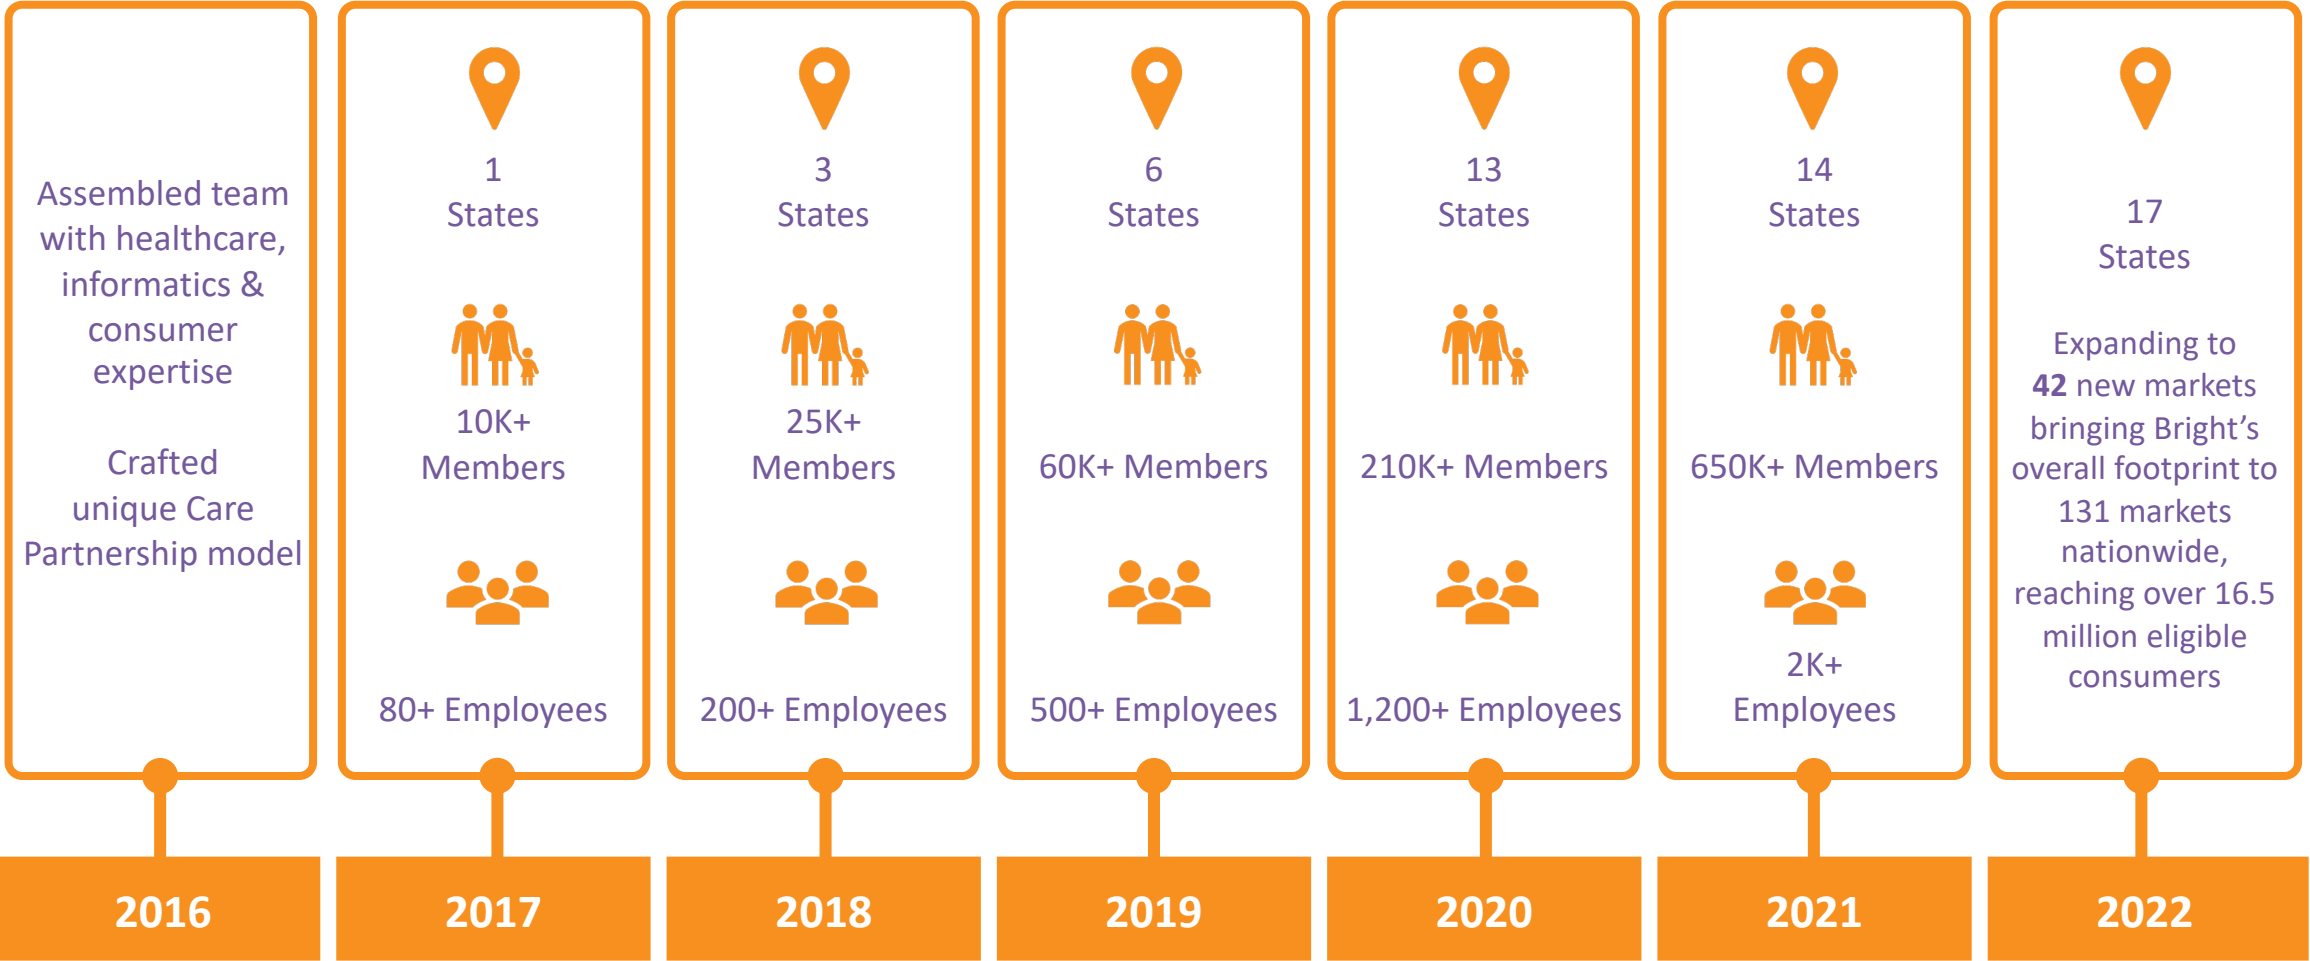 Assembled team
with healthcare,
informatics &
consumer
expertise
Crafted
unique Care
Partnership model
2016
1
States
10K+
Members
80+ Employees
2017
3
States
25K+
Members
200+ Employees
2018
6
States
60K+ Members
500+ Employees
2019
13
States
210K+ Members
1,200+ Employees
2020
14
States
650K+ Members
2K+
Employees
2021
17
States
Expanding to
42 new markets
bringing Bright’s
overall footprint to
131 markets
nationwide,
reaching over 16.5
million eligible
consumers
2022